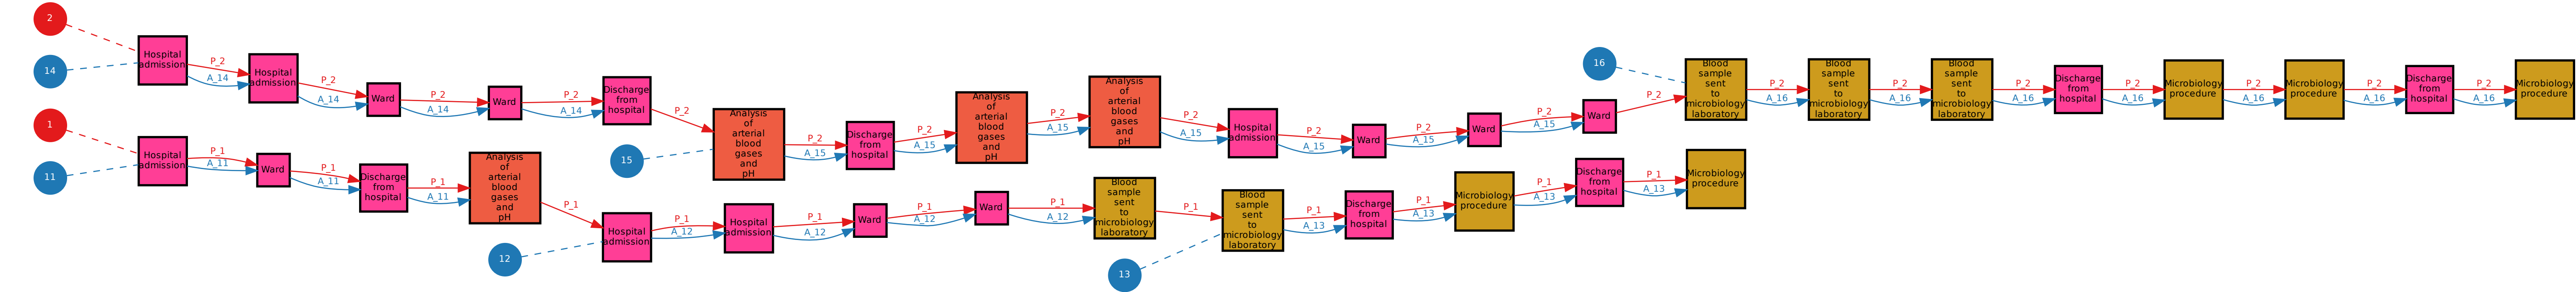 2
14
Hospital
admission
P_2
A_14
Hospital
admission
P_2
A_14
Ward
P_2
A_14
Ward
P_2
A_14
Discharge
from
hospital
P_2
15
Analysis
of
arterial
blood
gases
and
pH
P_2
A_15
Discharge
from
hospital
P_2
A_15
Analysis
of
arterial
blood
gases
and
pH
P_2
A_15
Analysis
of
arterial
blood
gases
and
pH
P_2
A_15
Hospital
admission
P_2
A_15
Ward
P_2
A_15
Ward
P_2
A_15
Ward
P_2
16
Blood
sample
sent
to
microbiology
laboratory
P_2
A_16
Blood
sample
sent
to
microbiology
laboratory
P_2
A_16
Blood
sample
sent
to
microbiology
laboratory
P_2
A_16
Discharge
from
hospital
P_2
A_16
Microbiology
procedure
P_2
A_16
Microbiology
procedure
P_2
A_16
Discharge
from
hospital
P_2
A_16
Microbiology
procedure
1
11
Hospital
admission
P_1
A_11
Ward
P_1
A_11
Discharge
from
hospital
P_1
A_11
Analysis
of
arterial
blood
gases
and
pH
P_1
12
Hospital
admission
P_1
A_12
Hospital
admission
P_1
A_12
Ward
P_1
A_12
Ward
P_1
A_12
Blood
sample
sent
to
microbiology
laboratory
P_1
13
Blood
sample
sent
to
microbiology
laboratory
P_1
A_13
Discharge
from
hospital
P_1
A_13
Microbiology
procedure
P_1
A_13
Discharge
from
hospital
P_1
A_13
Microbiology
procedure